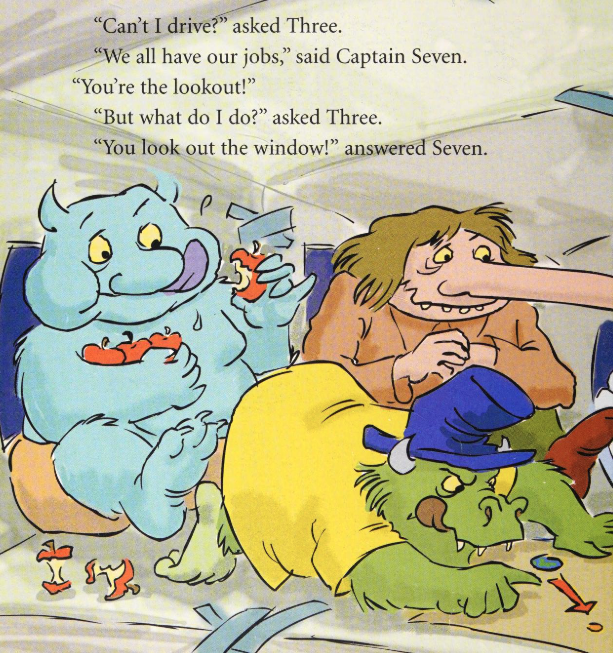 “Can’t I drive?” asked Three.
“We all have our jobs,” said Captain Seven.
“You’re the lookout!”
“But what do I do?” asked Three.
“You look out the window!” answered Seven.